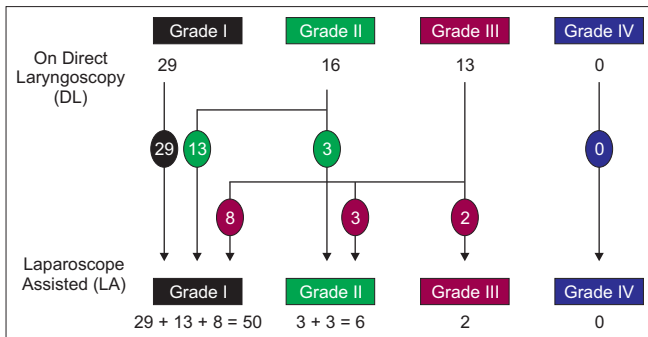 Grade I Grade II Grade III Grade IV
On Direct
Laryngoscopy
(DL)
29 16 13 0
29 13 3 0
8 3 2
Laparoscope
Assisted (LA)
Grade I Grade II Grade III Grade IV
29 + 13 + 8 = 50 3 + 3 = 6 2 0